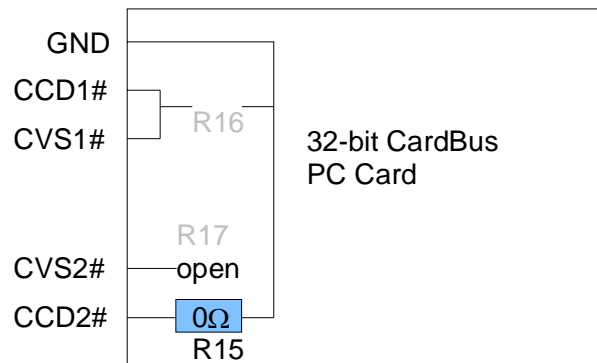 GND
CCD1#
CVS1#
R16
32-bit CardBus
PC Card
R17
CVS2#
open
CCD2#
0Ω
R15